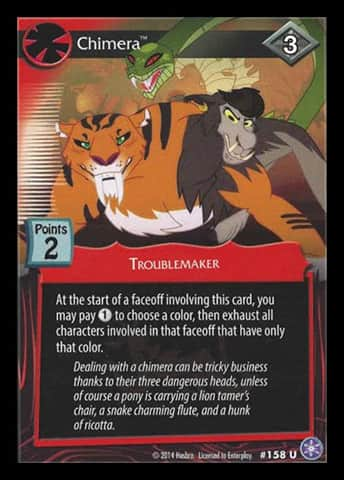 Chimera™
3
Points
2
TROUBLEMAKER
At the start of a faceoff involving this card, you
may pay 1 to choose a color, then exhaust all
characters involved in that faceoff that have only
that color.
Dealing with a chimera can be tricky business
thanks to their three dangerous heads, unless
of course a pony is carrying a lion tamer's
chair, a snake charming flute, and a hunk
of ricotta.
© 2014 Hasbro. Licensed to Enterplay. #158 U